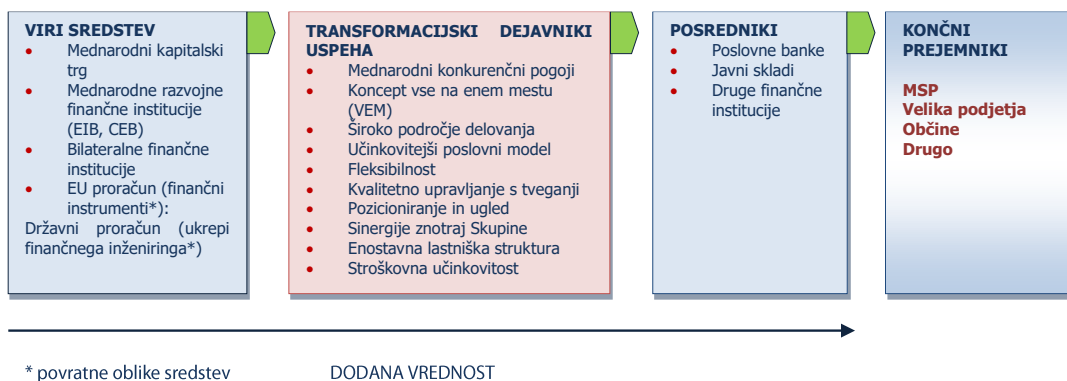 VIRI SREDSTEV
• Mednarodni kapitalski
trg
• Mednarodne razvojne
finančne institucije
(EIB, CEB)
• Bilateralne finančne
institucije
• EU proračun (finančni
instrumenti*):
Državni proračun (ukrepi
finančnega inženiringa*)
TRANSFORMACIJSKI DEJAVNIKI
USPEHA
• Mednarodni konkurenčni pogoji
• Koncept vse na enem mestu
(VEM)
• Široko področje delovanja
• Učinkovitejši poslovni model
• Fleksibilnost
• Kvalitetno upravljanje s tveganji
• Pozicioniranje in ugled
• Sinergije znotraj Skupine
• Enostavna lastniška struktura
• Stroškovna učinkovitost
POSREDNIKI
• Poslovne banke
• Javni skladi
• Druge finančne
institucije
KONČNI
PREJEMNIKI
MSP
Velika podjetja
Občine
Drugo
* povratne oblike sredstev
DODANA VREDNOST